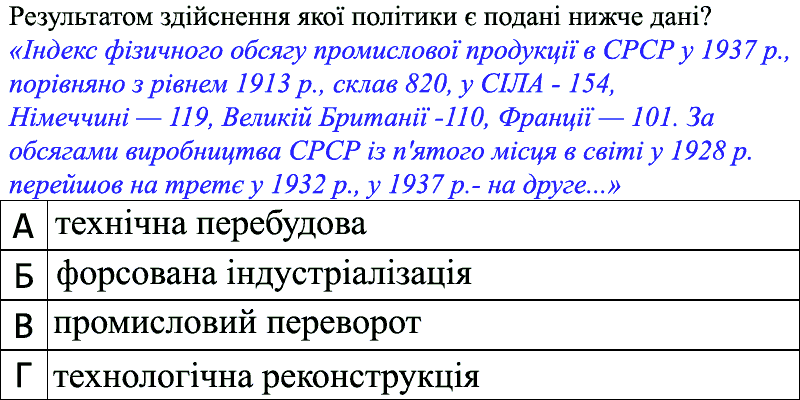 Результатом здійснення якої політики є подані нижче дані?
«Індекс фізичного обсягу промислової продукції в СРСР у 1937 р.,
порівняно з рівнем 1913 р., склав 820, у СІЛА - 154,
Німеччині — 119, Великій Британії -110, Франції — 101. За
обсягами виробництва СРСР із п'ятого місця в світі у 1928 р.
перейшов на третє у 1932 р., у 1937 р.- на друге...»
А технічна перебудова
Б форсована індустріалізація
В промисловий переворот
Г технологічна реконструкція